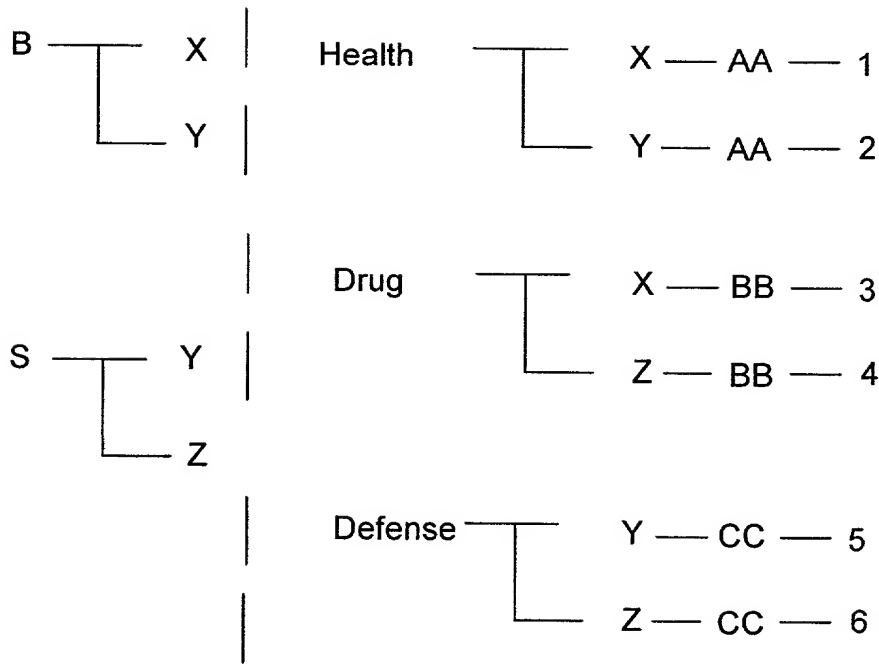 B X
Y
S Y
Z
Health X AA 1
Y AA 2
Drug X BB 3
Z BB 4
Defense Y CC 5
Z CC 6